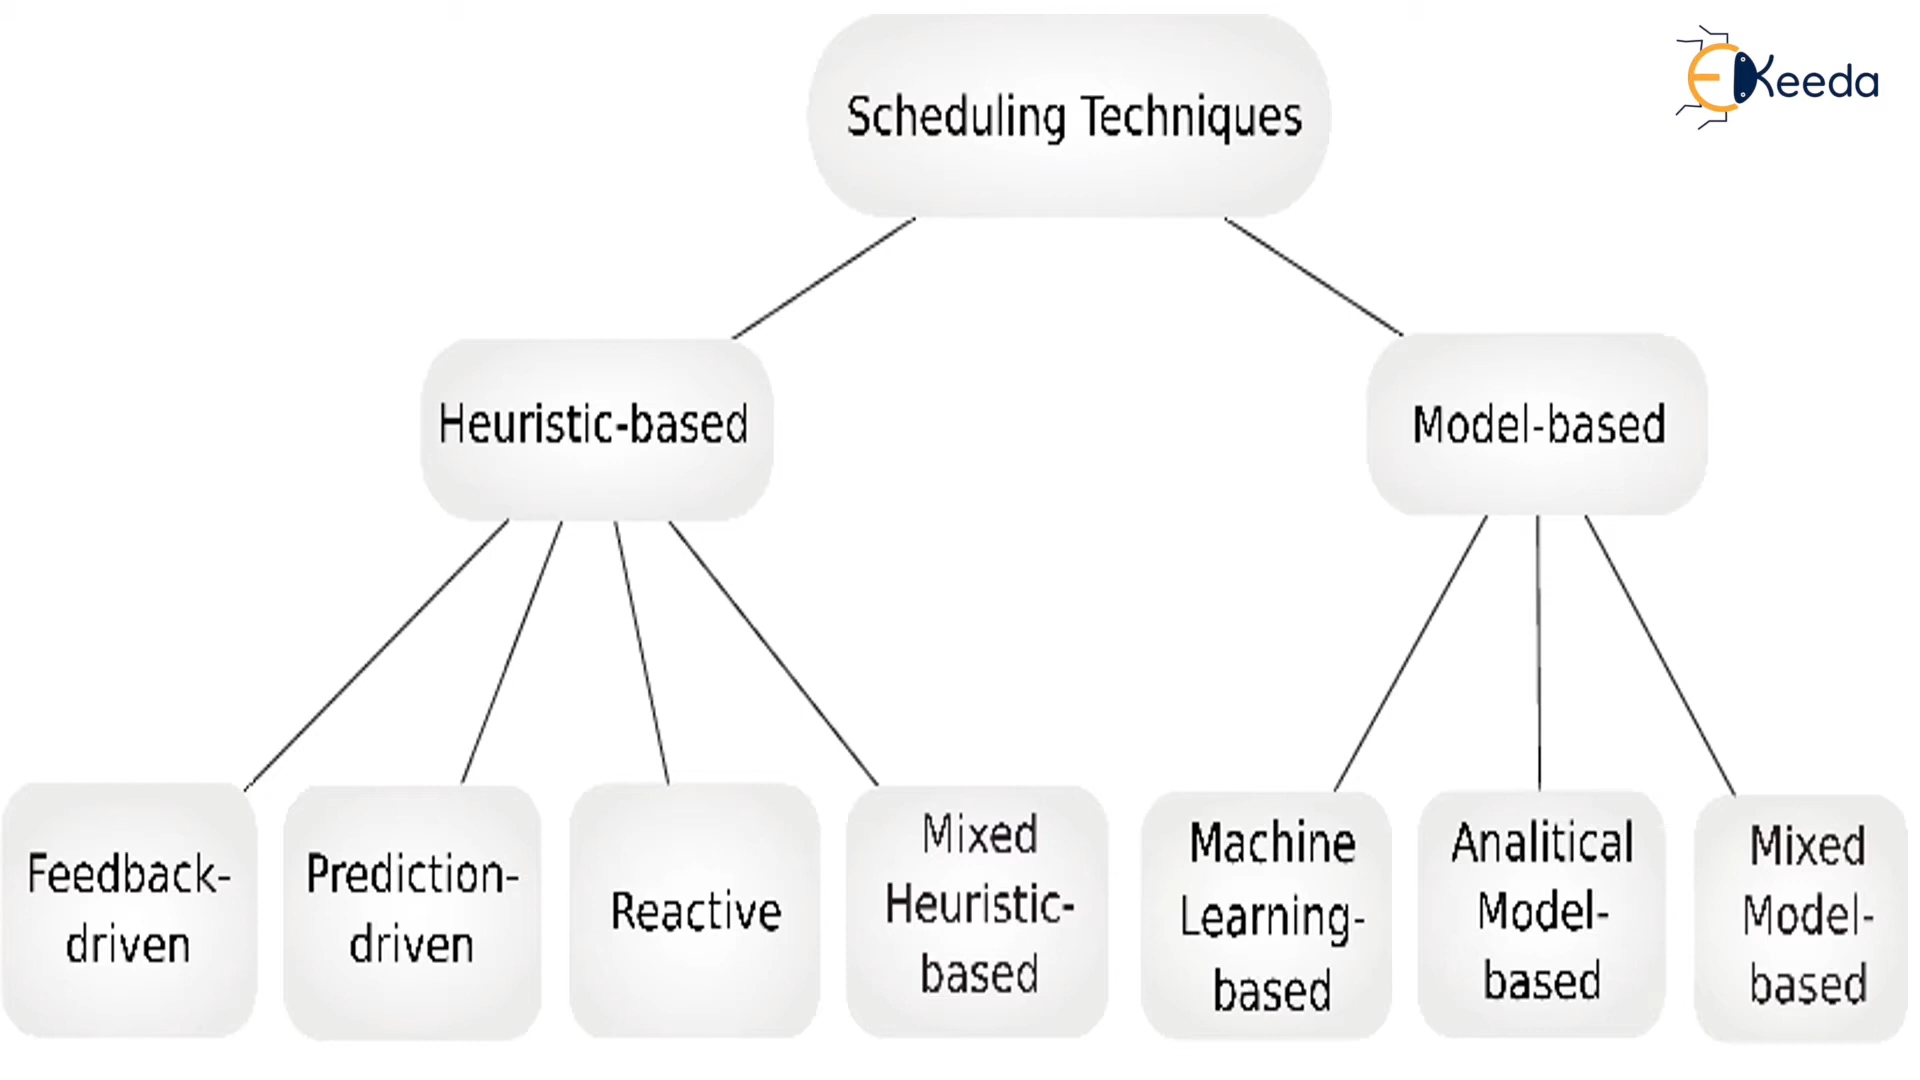 Scheduling Techniques
EKeeda
Heuristic-based
Model-based
Feedback-
driven
Prediction-
driven
Reactive
Mixed
Heuristic-
based
Machine
Learning-
based
Analitical
Model-
based
Mixed
Model-
based